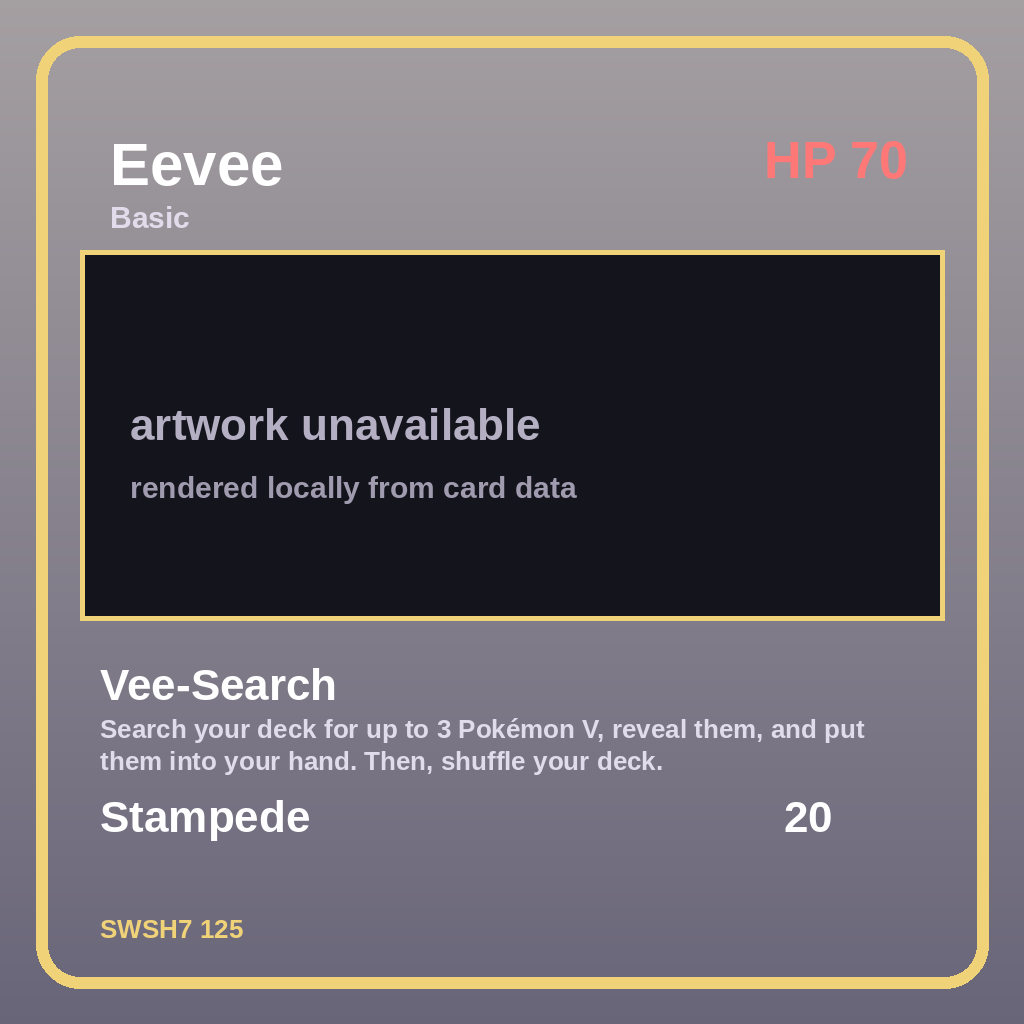 Eevee
HP 70
Basic
artwork unavailable
rendered locally from card data
Vee-Search
Search your deck for up to 3 Pokémon V, reveal them, and put
them into your hand. Then, shuffle your deck.
Stampede 20
SWSH7 125